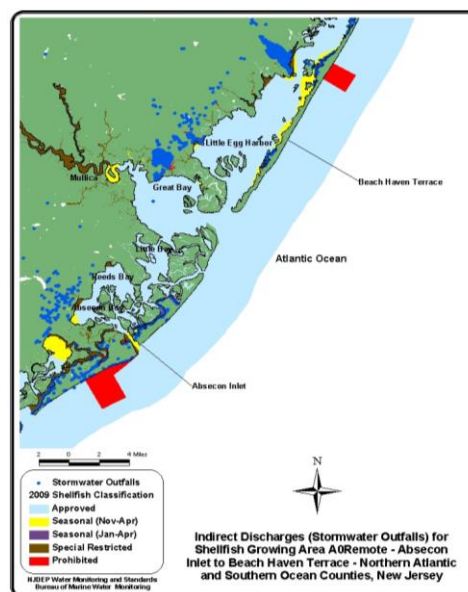 Little Egg Harbor
Beach Haven Terrace
Mullica
Great Bay
Little Bay
Atlantic Ocean
Reeds Bay
Absecon Bay
Absecon Inlet
2 0 2 4 Miles
Stormwater Outfalls
2009 Shellfish Classification
Approved
Seasonal (Nov-Apr)
Seasonal (Jan-Apr)
Special Restricted
Prohibited
NJDEP Water Monitoring and Standards
Bureau of Marine Water Monitoring
N
Indirect Discharges (Stormwater Outfalls) for
Shellfish Growing Area A0Remote - Absecon
Inlet to Beach Haven Terrace - Northern Atlantic
and Southern Ocean Counties, New Jersey